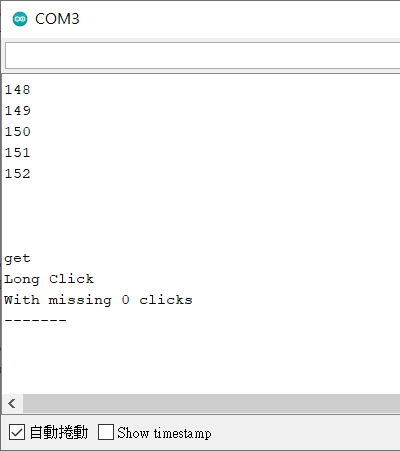 COM3
148
149
150
151
152
get
Long Click
With missing 0 clicks
-------
自動捲動 Show timestamp